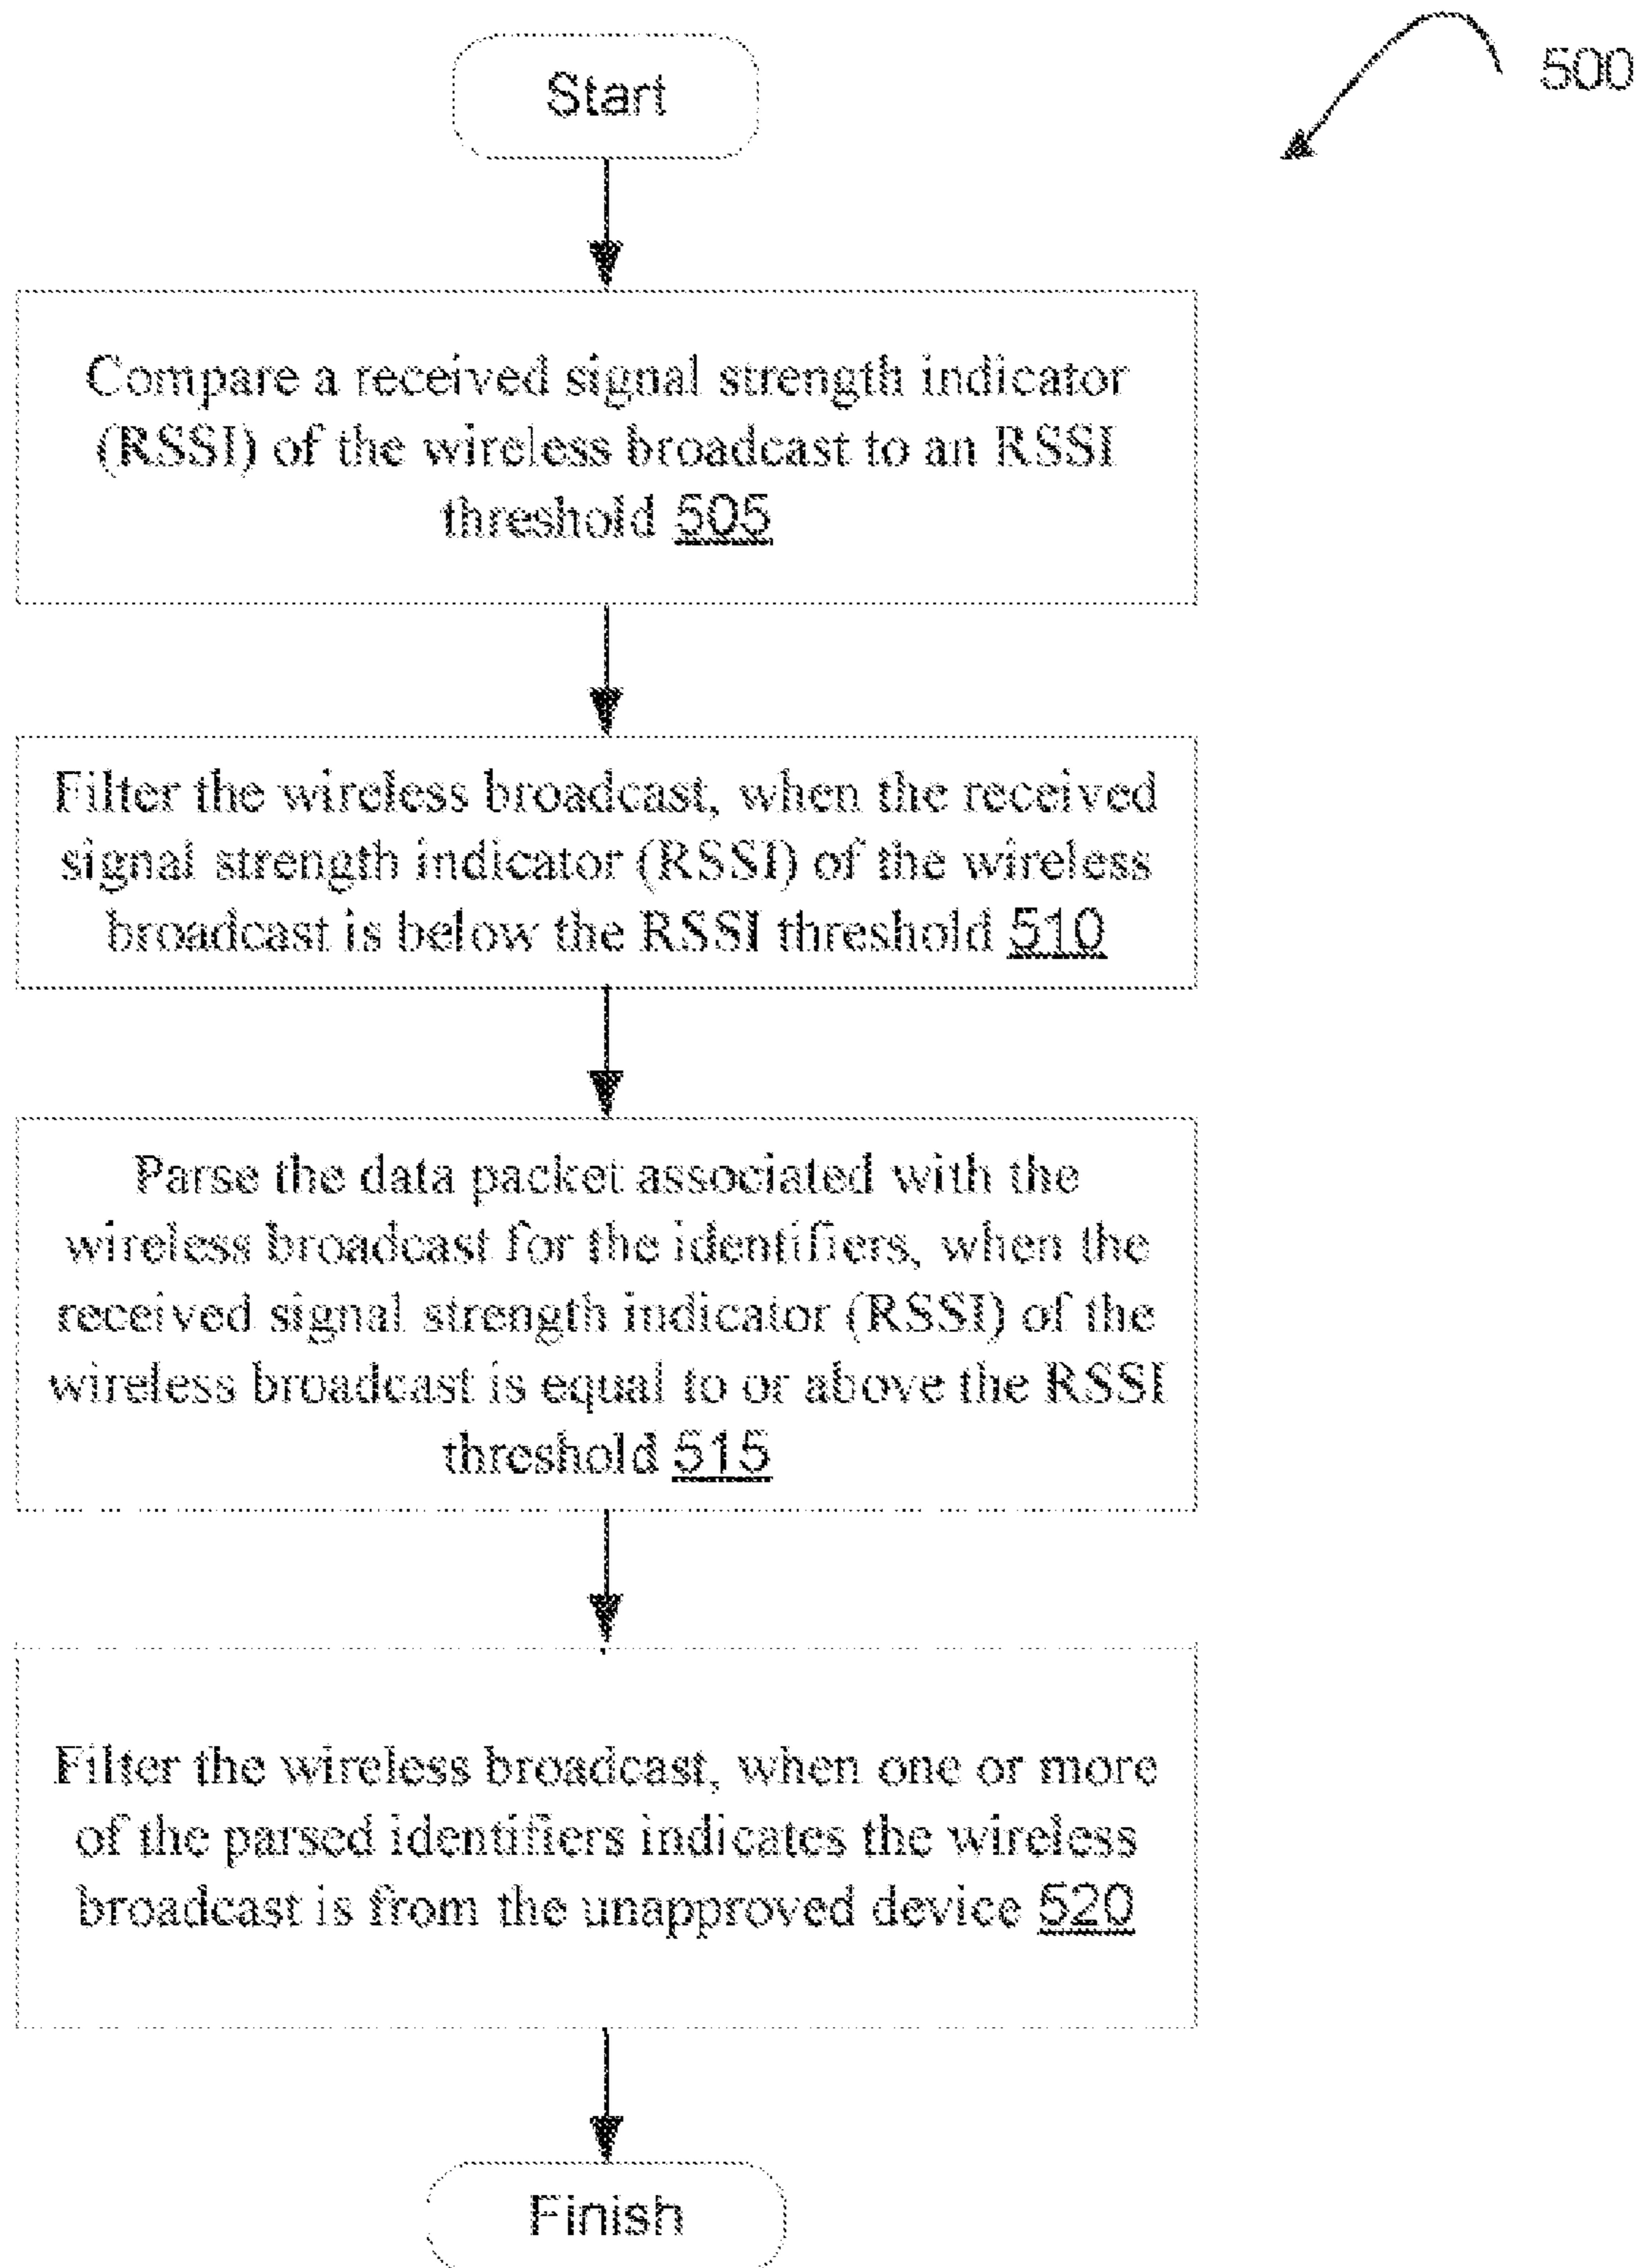 Start
500
Compare a received signal strength indicator
(RSSI) of the wireless broadcast to an RSSI
threshold 505
Filter the wireless broadcast, when the received
signal strength indicator (RSSI) of the wireless
broadcast is below the RSSI threshold 510
Parse the data packet associated with the
wireless broadcast for the identifiers, when the
received signal strength indicator (RSSI) of the
wireless broadcast is equal to or above the RSSI
threshold 515
Filter the wireless broadcast, when one or more
of the parsed identifiers indicates the wireless
broadcast is from the unapproved device 520
Finish